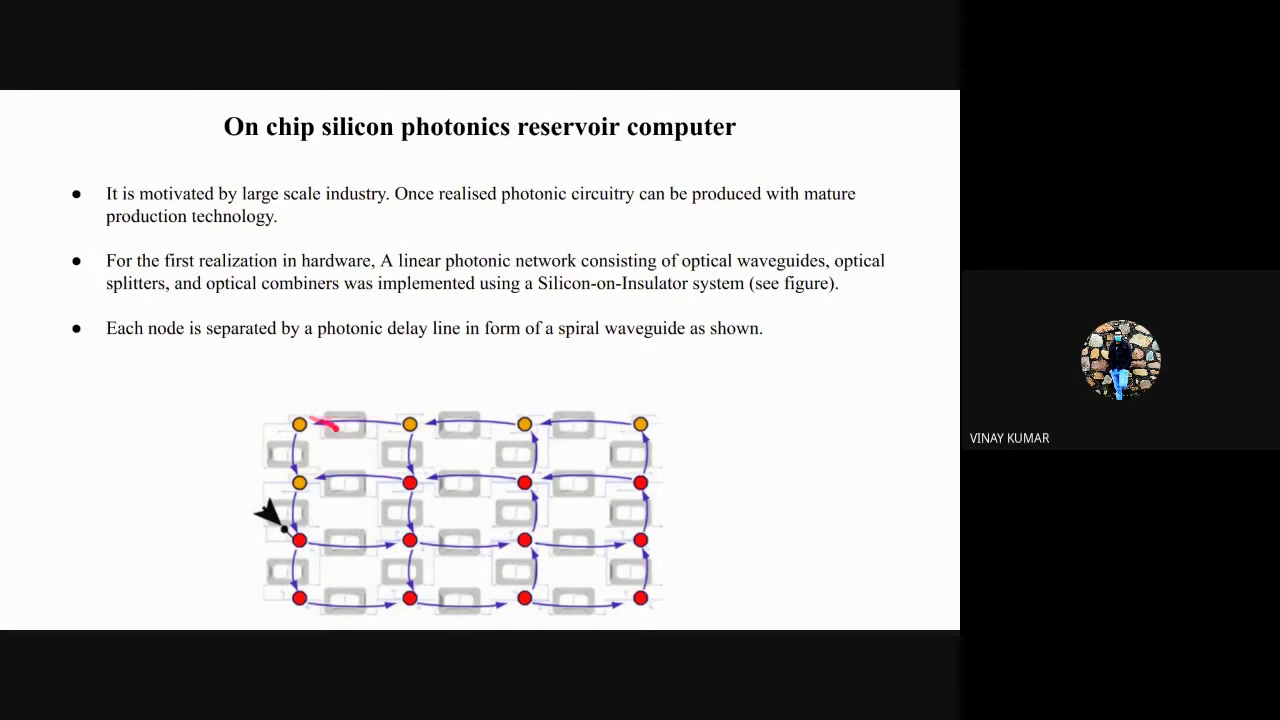 On chip silicon photonics reservoir computer
● It is motivated by large scale industry. Once realised photonic circuitry can be produced with mature
production technology.
● For the first realization in hardware, A linear photonic network consisting of optical waveguides, optical
splitters, and optical combiners was implemented using a Silicon-on-Insulator system (see figure).
● Each node is separated by a photonic delay line in form of a spiral waveguide as shown.
VINAY KUMAR